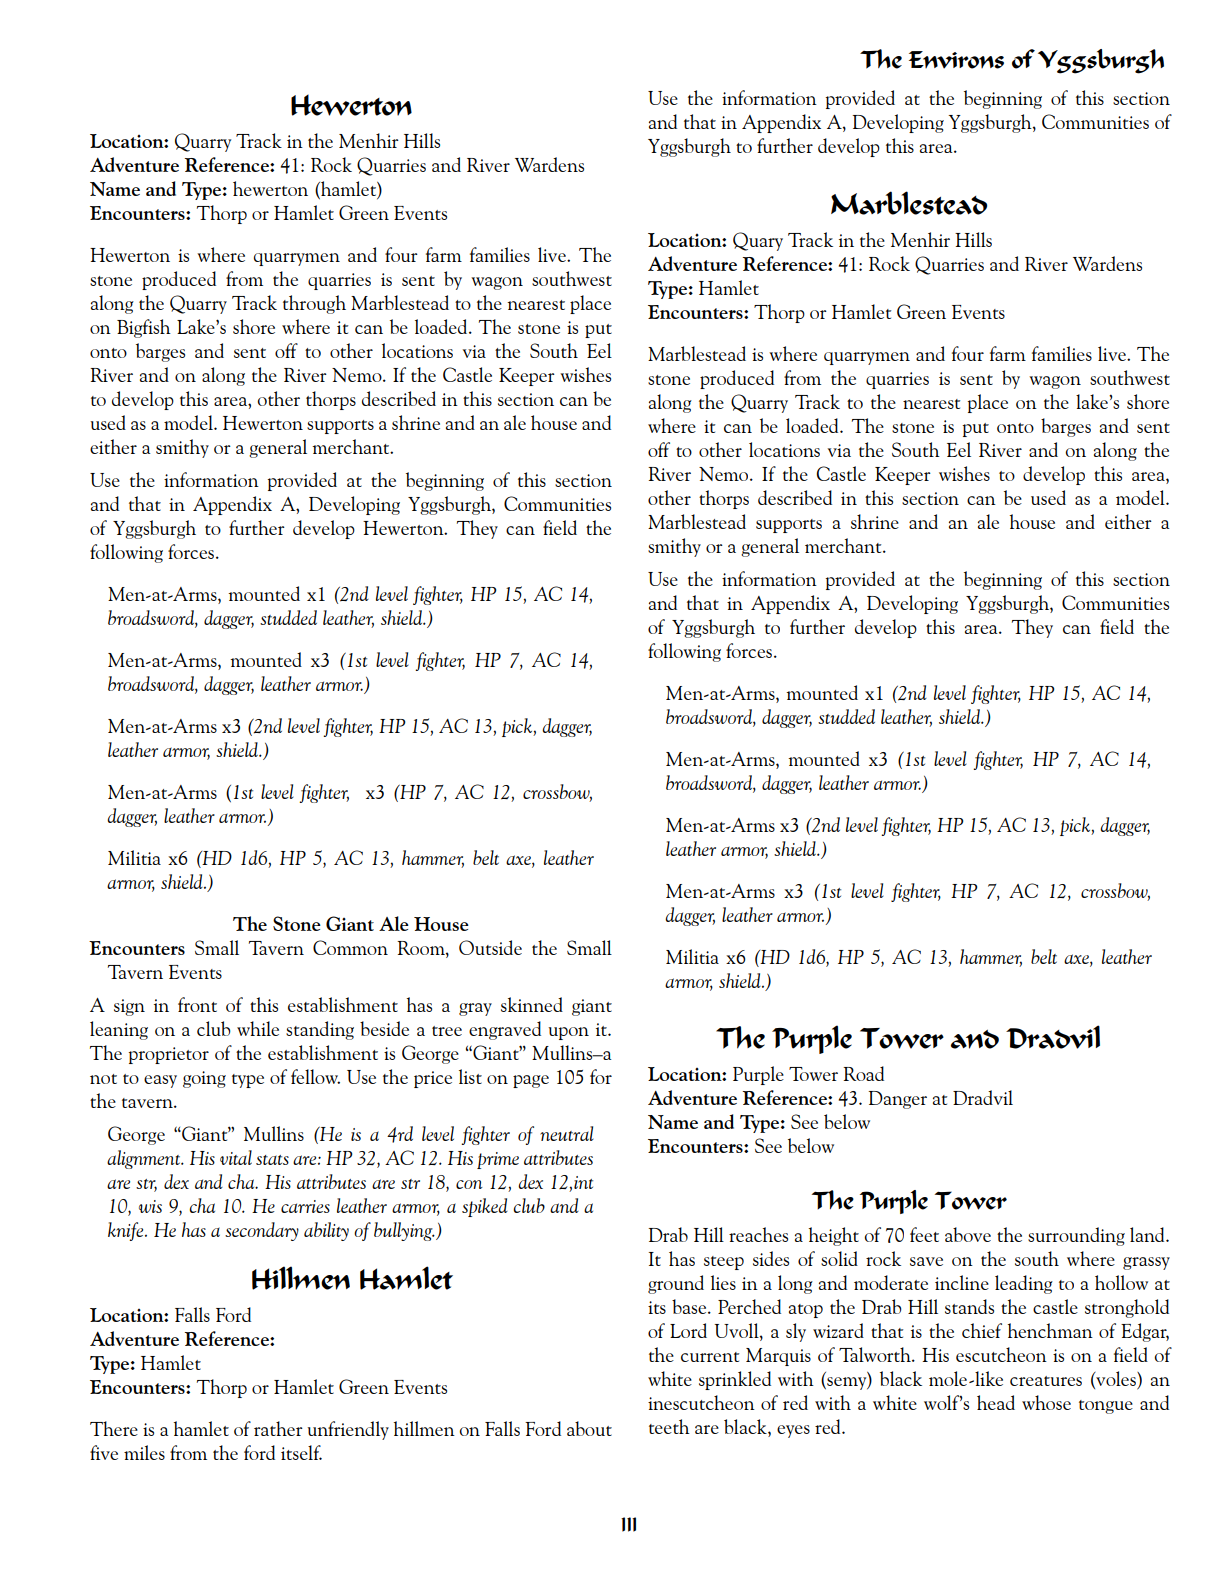 The Environs of Yggsburgh
Hewerton
Location: Quarry Track in the Menhir Hills
Adventure Reference: 41: Rock Quarries and River Wardens
Name and Type: hewerton (hamlet)
Encounters: Thorp or Hamlet Green Events
Hewerton is where quarrymen and four farm families live. The
stone produced from the quarries is sent by wagon southwest
along the Quarry Track through Marblestead to the nearest place
on Bigfish Lake's shore where it can be loaded. The stone is put
onto barges and sent off to other locations via the South Eel
River and on along the River Nemo. If the Castle Keeper wishes
to develop this area, other thorps described in this section can be
used as a model. Hewerton supports a shrine and an ale house and
either a smithy or a general merchant.
Use the information provided at the beginning of this section
and that in Appendix A, Developing Yggsburgh, Communities
of Yggsburgh to further develop Hewerton. They can field the
following forces.
Men-at-Arms, mounted x1 (2nd level fighter, HP 15, AC 14,
broadsword, dagger, studded leather, shield.)
Men-at-Arms, mounted x3 (1st level fighter, HP 7, AC 14,
broadsword, dagger, leather armor.)
Men-at-Arms x3 (2nd level fighter, HP 15, AC 13, pick, dagger,
leather armor, shield.)
Men-at-Arms (1st level fighter, x3 (HP 7, AC 12, crossbow,
dagger, leather armor.)
Militia x6 (HD 1d6, HP 5, AC 13, hammer, belt axe, leather
armor, shield.)
The Stone Giant Ale House
Encounters Small Tavern Common Room, Outside the Small
Tavern Events
A sign in front of this establishment has a gray skinned giant
leaning on a club while standing beside a tree engraved upon it.
The proprietor of the establishment is George “Giant” Mullins–a
not to easy going type of fellow. Use the price list on page 105 for
the tavern.
George “Giant” Mullins (He is a 4rd level fighter of neutral
alignment. His vital stats are: HP 32, AC 12. His prime attributes
are str, dex and cha. His attributes are str 18, con 12, dex 12,int
10, wis 9, cha 10. He carries leather armor, a spiked club and a
knife. He has a secondary ability of bullying.)
Hillmen Hamlet
Location: Falls Ford
Adventure Reference:
Type: Hamlet
Encounters: Thorp or Hamlet Green Events
There is a hamlet of rather unfriendly hillmen on Falls Ford about
five miles from the ford itself.
Use the information provided at the beginning of this section
and that in Appendix A, Developing Yggsburgh, Communities of
Yggsburgh to further develop this area.
Marblestead
Location: Quary Track in the Menhir Hills
Adventure Reference: 41: Rock Quarries and River Wardens
Type: Hamlet
Encounters: Thorp or Hamlet Green Events
Marblestead is where quarrymen and four farm families live. The
stone produced from the quarries is sent by wagon southwest
along the Quarry Track to the nearest place on the lake's shore
where it can be loaded. The stone is put onto barges and sent
off to other locations via the South Eel River and on along the
River Nemo. If the Castle Keeper wishes to develop this area,
other thorps described in this section can be used as a model.
Marblestead supports a shrine and an ale house and either a
smithy or a general merchant.
Use the information provided at the beginning of this section
and that in Appendix A, Developing Yggsburgh, Communities
of Yggsburgh to further develop this area. They can field the
following forces.
Men-at-Arms, mounted x1 (2nd level fighter, HP 15, AC 14,
broadsword, dagger, studded leather, shield.)
Men-at-Arms, mounted x3 (1st level fighter, HP 7, AC 14,
broadsword, dagger, leather armor.)
Men-at-Arms x3 (2nd level fighter, HP 15, AC 13, pick, dagger,
leather armor, shield.)
Men-at-Arms x3 (1st level fighter, HP 7, AC 12, crossbow,
dagger, leather armor.)
Militia x6 (HD 1d6, HP 5, AC 13, hammer, belt axe, leather
armor, shield.)
The Purple Tower and Dradvil
Location: Purple Tower Road
Adventure Reference: 43. Danger at Dradvil
Name and Type: See below
Encounters: See below
The Purple Tower
Drab Hill reaches a height of 70 feet above the surrounding land.
It has steep sides of solid rock save on the south where grassy
ground lies in a long and moderate incline leading to a hollow at
its base. Perched atop the Drab Hill stands the castle stronghold
of Lord Uvoll, a sly wizard that is the chief henchman of Edgar,
the current Marquis of Talworth. His escutcheon is on a field of
white sprinkled with (semy) black mole-like creatures (voles) an
inescutcheon of red with a white wolf's head whose tongue and
teeth are black, eyes red.
111